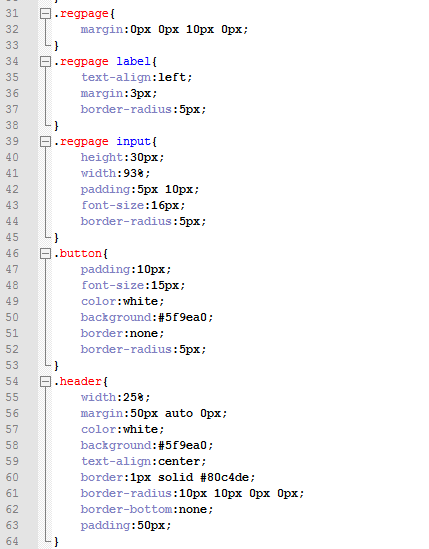 31 .regpage{
32 margin:0px 0px 10px 0px;
33 }
34 .regpage label{
35 text-align:left;
36 margin:3px;
37 border-radius:5px;
38 }
39 .regpage input{
40 height:30px;
41 width:93%;
42 padding:5px 10px;
43 font-size:16px;
44 border-radius:5px;
45 }
46 .button{
47 padding:10px;
48 font-size:15px;
49 color:white;
50 background:#5f9ea0;
51 border:none;
52 border-radius:5px;
53 }
54 .header{
55 width:25%;
56 margin:50px auto 0px;
57 color:white;
58 background:#5f9ea0;
59 text-align:center;
60 border:1px solid #80c4de;
61 border-radius:10px 10px 0px 0px;
62 border-bottom:none;
63 padding:50px;
64 }